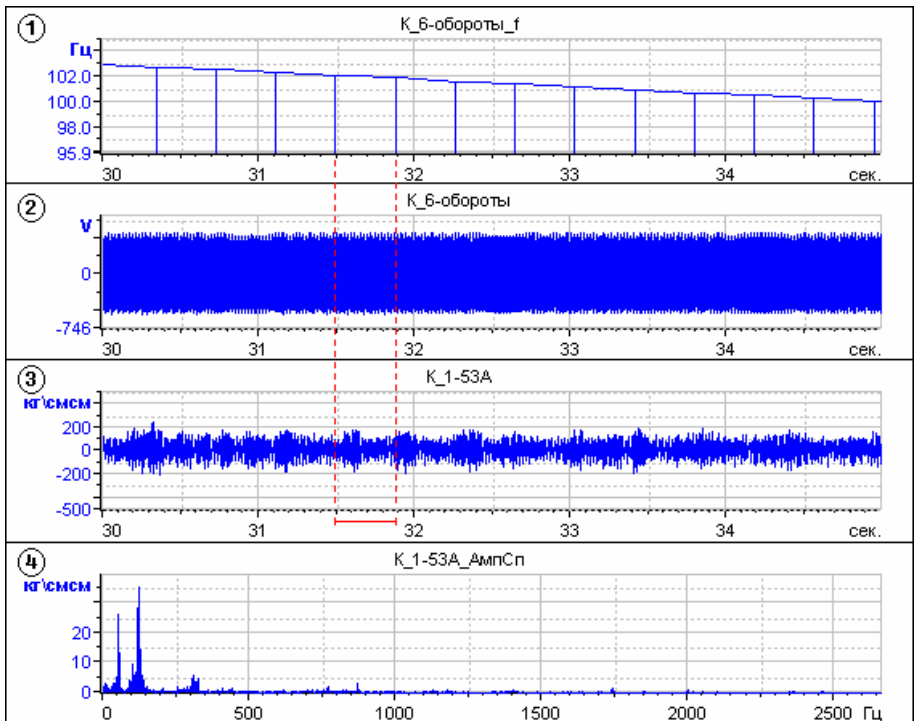 1 К_6-обороты_f
Гц
102.0
100.0
98.0
95.9
30 31 32 33 34 сек.
2 К_6-обороты
V
0
-746
30 31 32 33 34 сек.
3 К_1-53А
кг\смсм
200
0
-200
-500
30 31 32 33 34 сек.
4 К_1-53А_АмпСп
кг\смсм
20
10
0
0 500 1000 1500 2000 2500 Гц